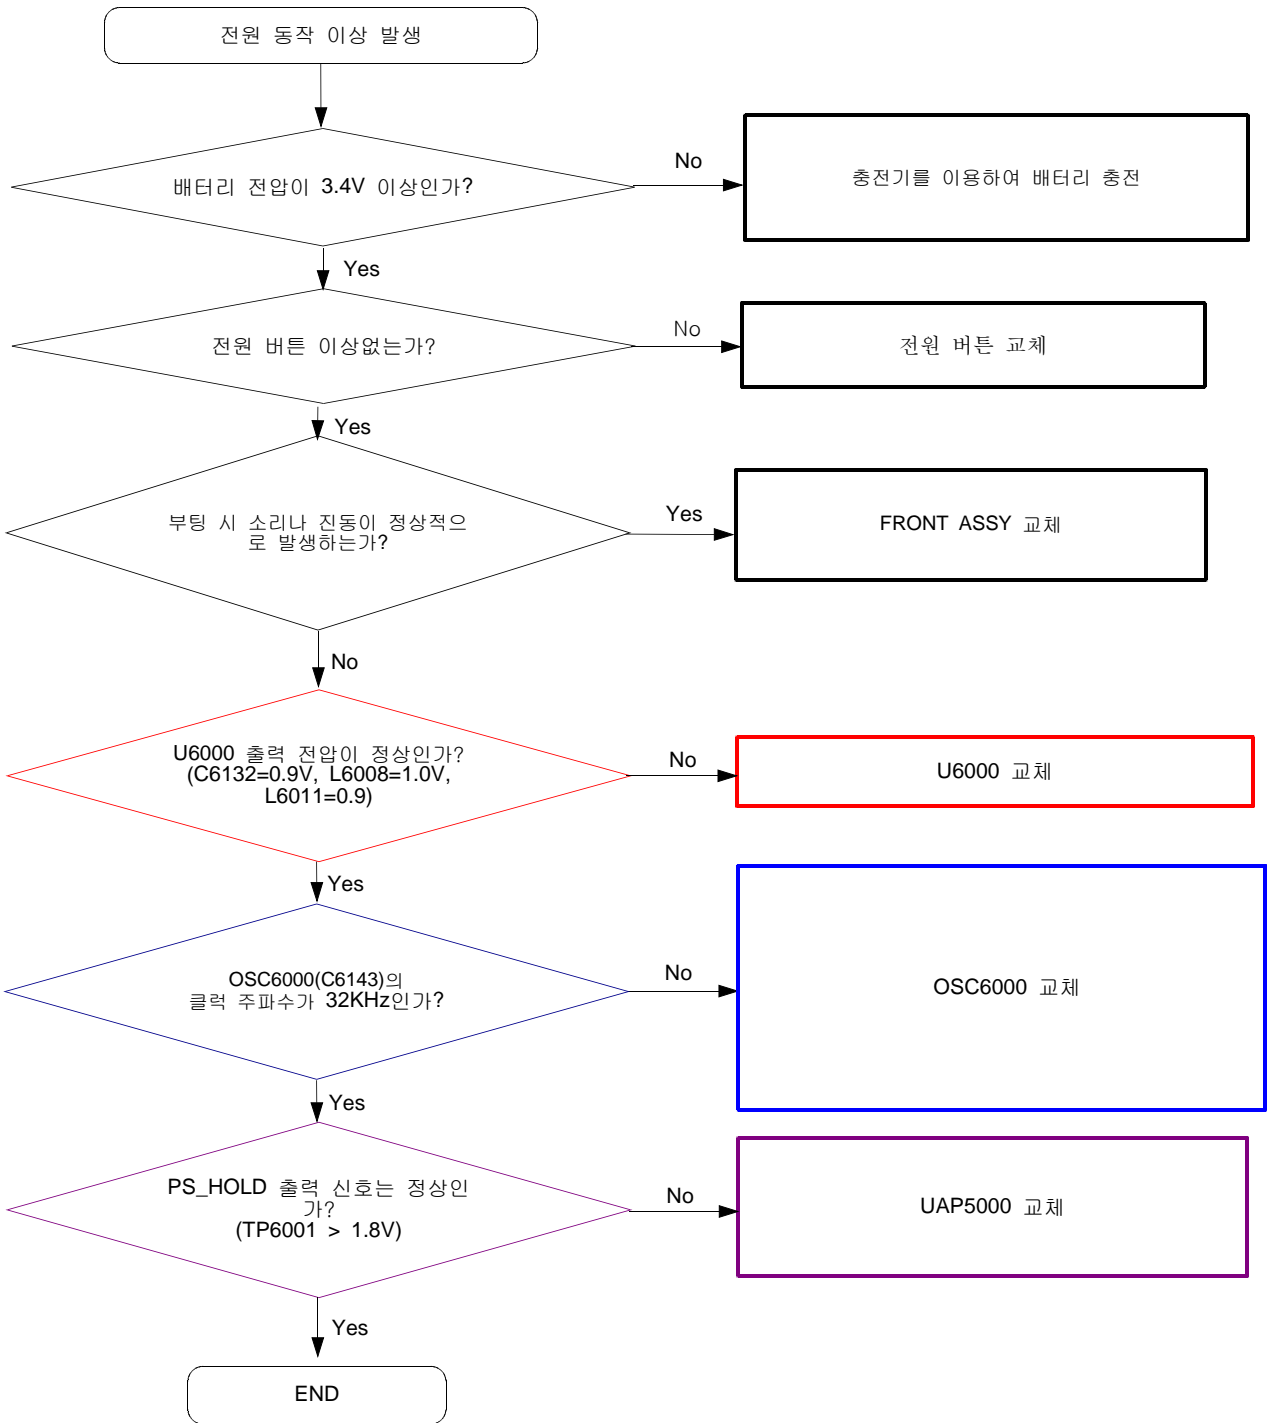 전원 동작 이상 발생
배터리 전압이 3.4V 이상인가?
No
충전기를 이용하여 배터리 충전
Yes
전원 버튼 이상없는가?
No
전원 버튼 교체
Yes
부팅 시 소리나 진동이 정상적으
로 발생하는가?
Yes
FRONT ASSY 교체
No
U6000 출력 전압이 정상인가?
(C6132=0.9V, L6008=1.0V,
L6011=0.9)
No
U6000 교체
Yes
OSC6000(C6143)의
클럭 주파수가 32KHz인가?
No
OSC6000 교체
Yes
PS_HOLD 출력 신호는 정상인
가?
(TP6001 > 1.8V)
No
UAP5000 교체
Yes
END